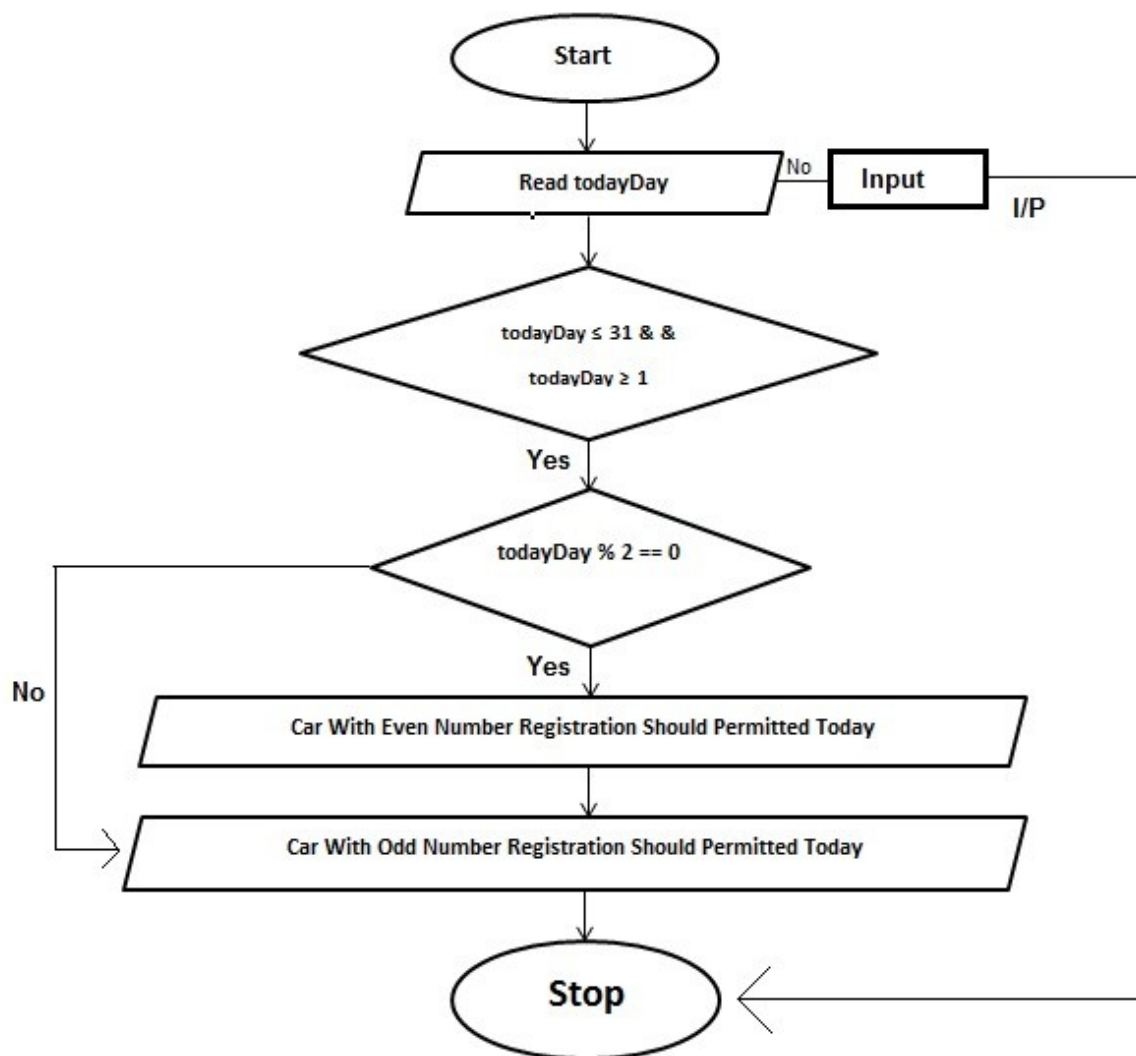 Start
Read todayDay
No
Input
I/P
todayDay ≤ 31 & &
todayDay ≥ 1
Yes
todayDay % 2 == 0
Yes
No
Car With Even Number Registration Should Permitted Today
Car With Odd Number Registration Should Permitted Today
Stop